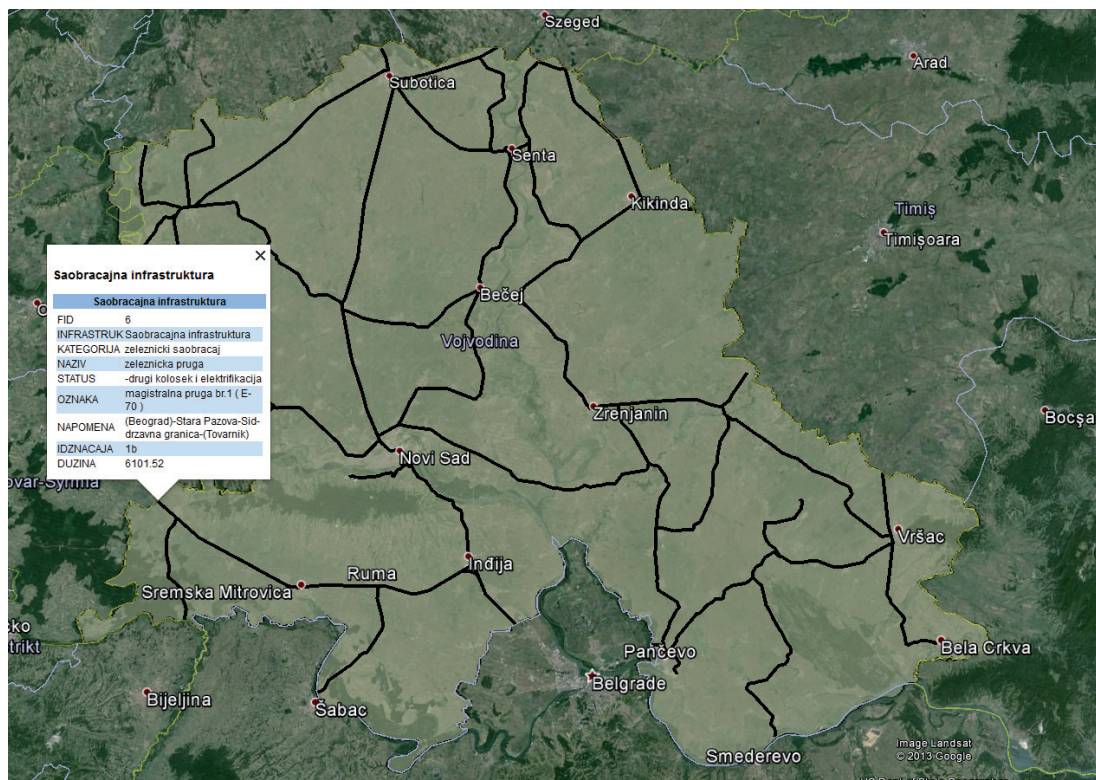 Szeged
Arad
Subotica
Senta
Kikinda
Timiș
Timișoara
Saobracajna infrastruktura
Saobracajna infrastruktura
FID 6
INFRASTRUK Saobracajna infrastruktura
KATEGORIJA zeleznicki saobracaj
NAZIV zeleznicka pruga
STATUS -drugi kolosek i elektrifikacija
OZNAKA magistralna pruga br.1 ( E-
70 )
NAPOMENA (Beograd)-Stara Pazova-Sid-
drzavna granica-(Tovarnik)
IDZNACAJA 1b
DUZINA 6101.52
Bečej
Vojvodina
Zrenjanin
Bocșa
Novi Sad
Vršac
Inđija
Ruma
Sremska Mitrovica
Pančevo
Bela Crkva
Belgrade
Bijeljina
Šabac
Smederevo
Image Landsat
© 2013 Google